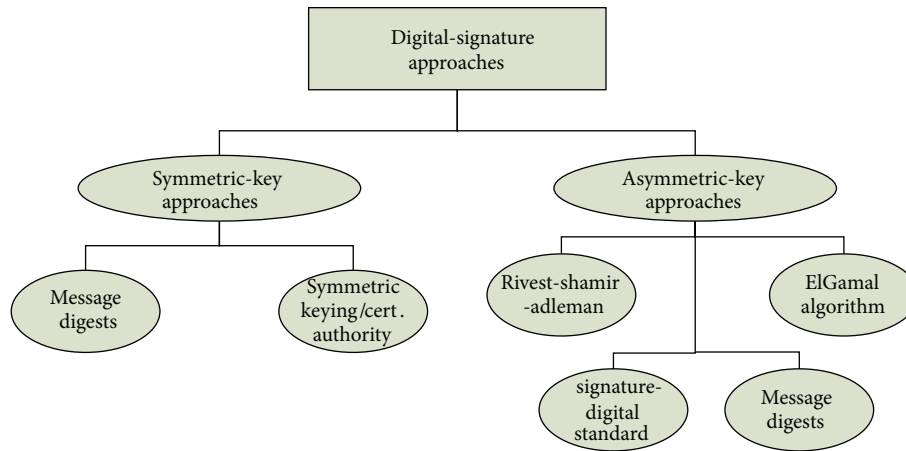 Digital-signature
approaches
Symmetric-key
approaches
Asymmetric-key
approaches
Message
digests
Symmetric
keying/cert.
authority
Rivest-shamir
-adleman
ElGamal
algorithm
signature-
digital
standard
Message
digests